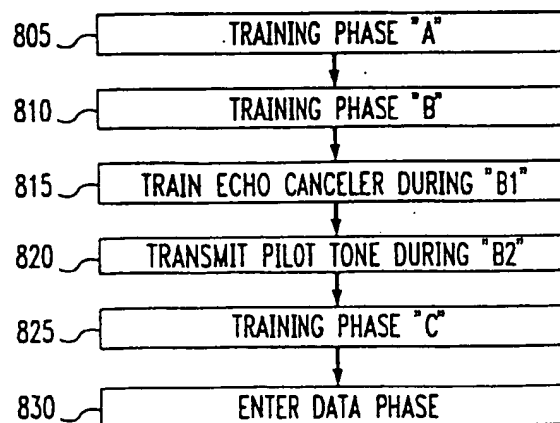 805 TRAINING PHASE "A"
810 TRAINING PHASE "B"
815 TRAIN ECHO CANCELER DURING "B1"
820 TRANSMIT PILOT TONE DURING "B2"
825 TRAINING PHASE "C"
830 ENTER DATA PHASE